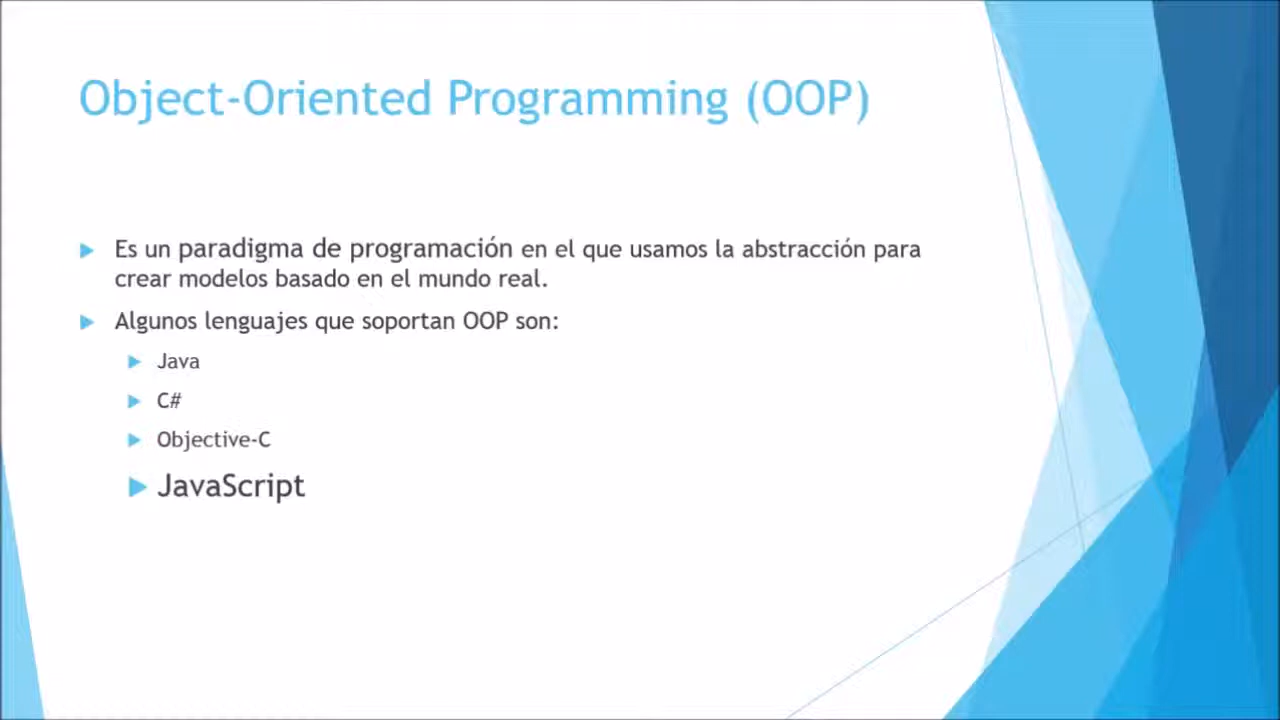 Object-Oriented Programming (OOP)
Es un paradigma de programación en el que usamos la abstracción para
crear modelos basado en el mundo real.
Algunos lenguajes que soportan OOP son:
Java
C#
Objective-C
JavaScript